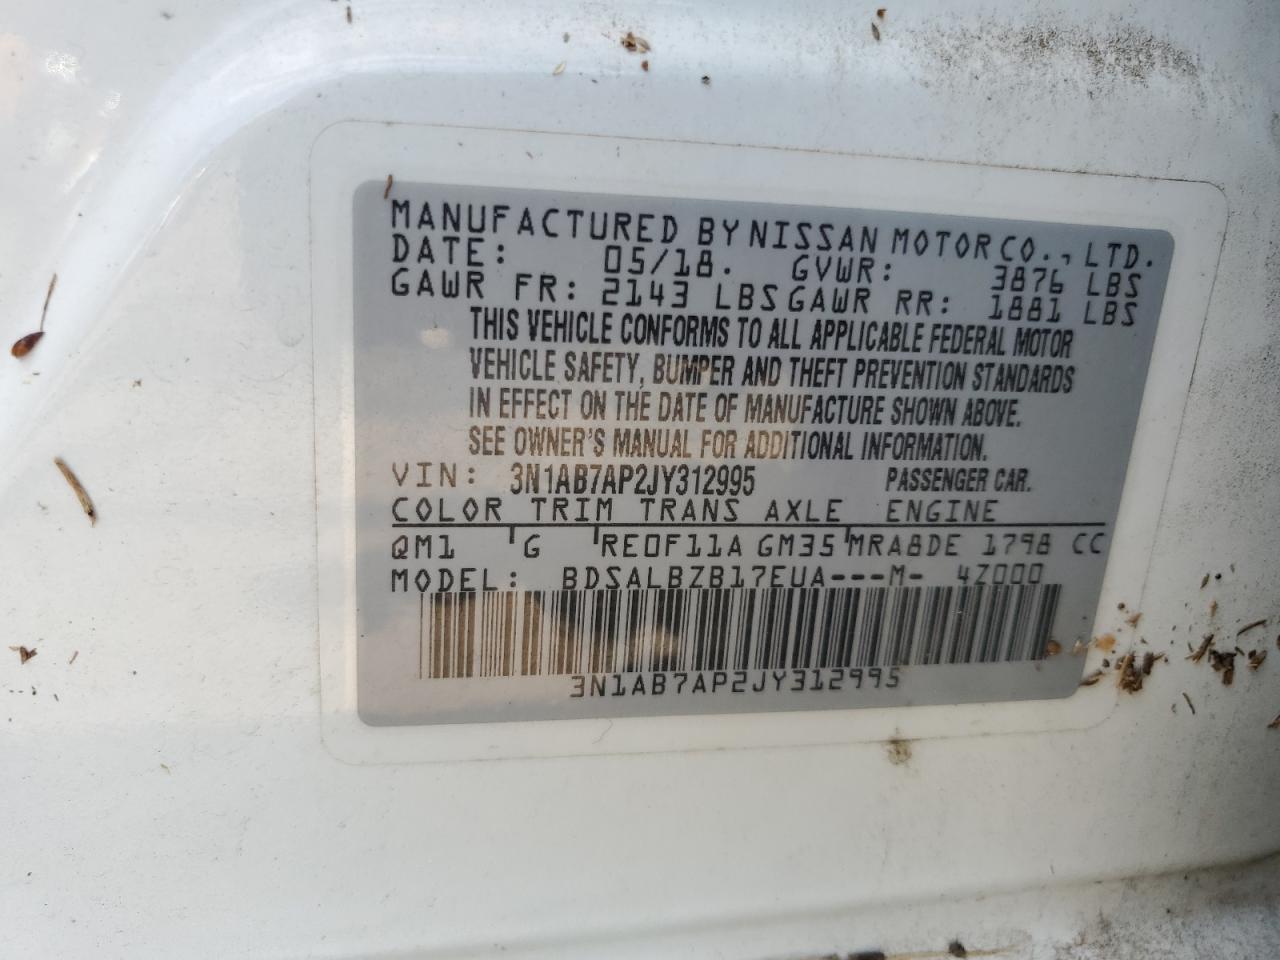 MANUFACTURED BY NISSAN MOTOR CO., LTD.
DATE: 05/18. GVWR: 3876 LBS
GAWR FR: 2143 LBS GAWR RR: 1881 LBS
THIS VEHICLE CONFORMS TO ALL APPLICABLE FEDERAL MOTOR
VEHICLE SAFETY, BUMPER AND THEFT PREVENTION STANDARDS
IN EFFECT ON THE DATE OF MANUFACTURE SHOWN ABOVE.
SEE OWNER'S MANUAL FOR ADDITIONAL INFORMATION.
VIN: 3N1AB7AP2JY312995 PASSENGER CAR.
COLOR TRIM TRANS AXLE ENGINE
QM1 G RE0F11A GM35 MRA8DE 1798 CC
MODEL: BDSALBZB17EUA---M- 4Z000
3N1AB7AP2JY312995